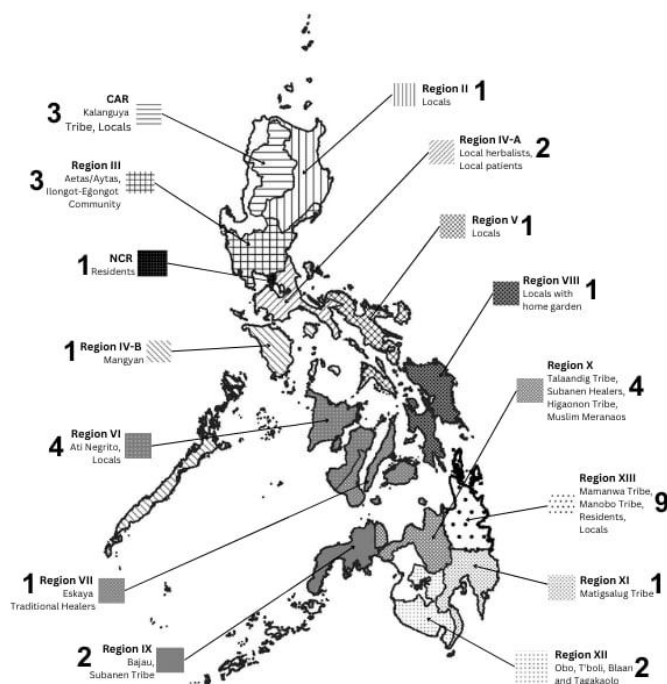 CAR
3
Kalanguya
Tribe, Locals
Region II
1
Locals
Region IV-A
2
Local herbalists,
Local patients
Region III
3
Aetas/Aytas,
Ilongot-Egongot
Community
Region V
1
Locals
NCR
1
Residents
Region VIII
1
Locals with
home garden
1 Region IV-B
Mangyan
Region X
4
Talaandig Tribe,
Subanen Healers,
Higaonon Tribe,
Muslim Meranaos
4 Region VI
Ati Negrito,
Locals
Region XIII
9
Mamanwa Tribe,
Manobo Tribe,
Residents,
Locals
1 Region VII
Eskaya
Traditional Healers
Region XI
1
Matigsalug Tribe
2 Region IX
Bajau,
Subanen Tribe
Region XII
2
Obo, T'boli, Blaan
and Tagakaolo